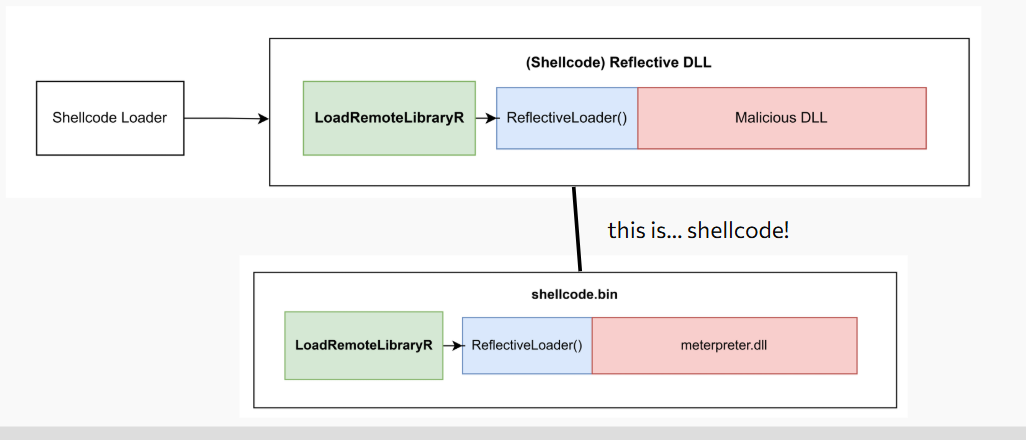 (Shellcode) Reflective DLL
Shellcode Loader
LoadRemoteLibraryR
ReflectiveLoader()
Malicious DLL
this is... shellcode!
shellcode.bin
LoadRemoteLibraryR
ReflectiveLoader()
meterpreter.dll